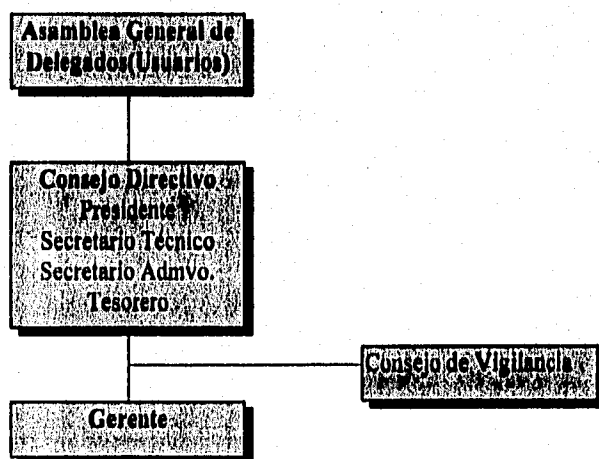 Asamblea General de
Delegados(Usuarios)
Consejo Directivo
Presidente
Secretario Técnico
Secretario Admvo.
Tesorero
Consejo de Vigilancia
Gerente